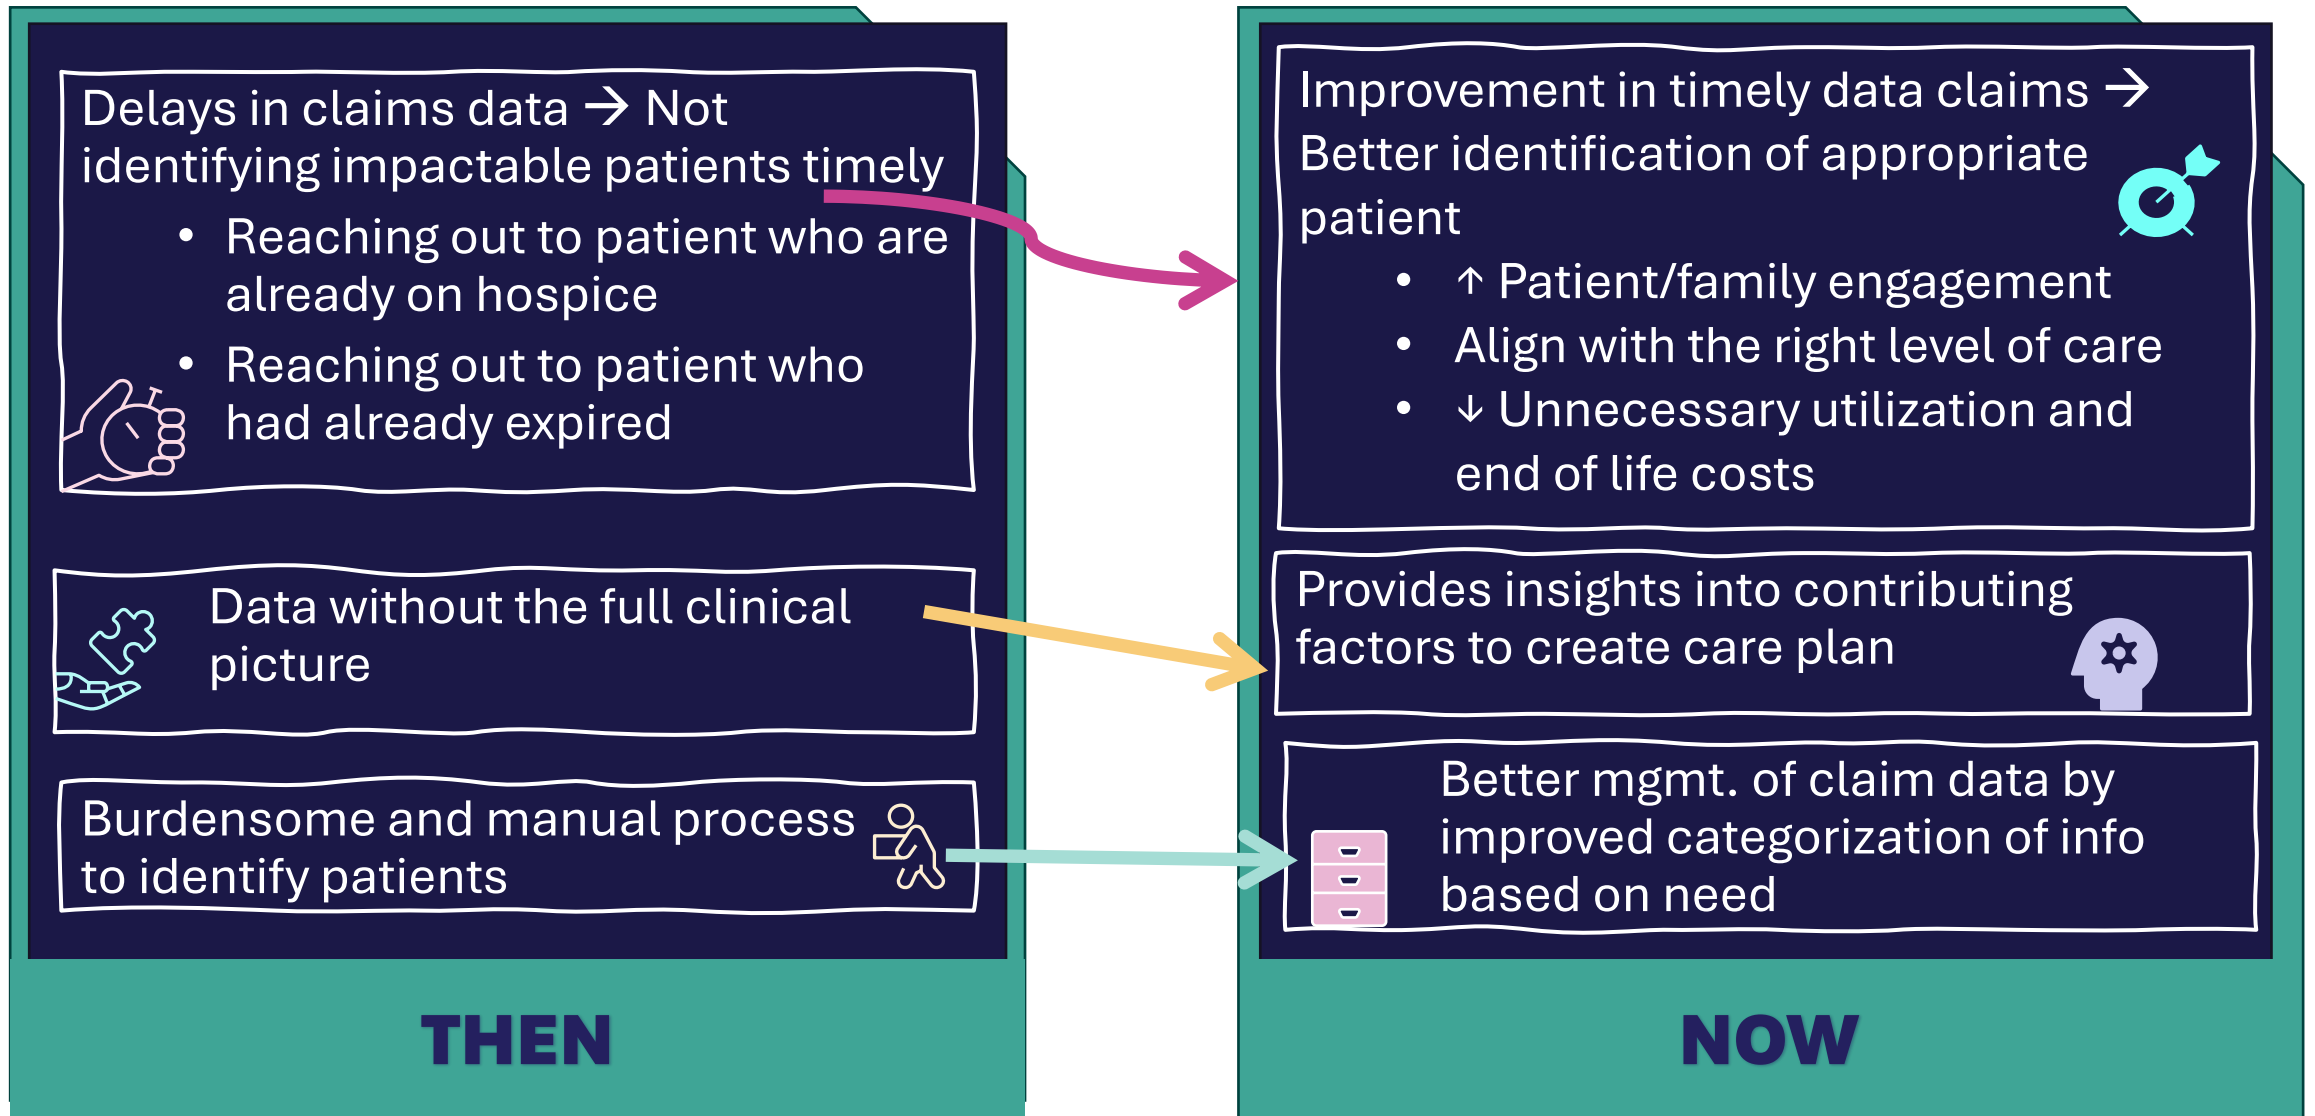 Delays in claims data → Not
identifying impactable patients timely
• Reaching out to patient who are
already on hospice
• Reaching out to patient who
had already expired
Data without the full clinical
picture
Burdensome and manual process
to identify patients
THEN
Improvement in timely data claims →
Better identification of appropriate
patient
• ↑ Patient/family engagement
• Align with the right level of care
• ↓ Unnecessary utilization and
end of life costs
Provides insights into contributing
factors to create care plan
Better mgmt. of claim data by
improved categorization of info
based on need
NOW